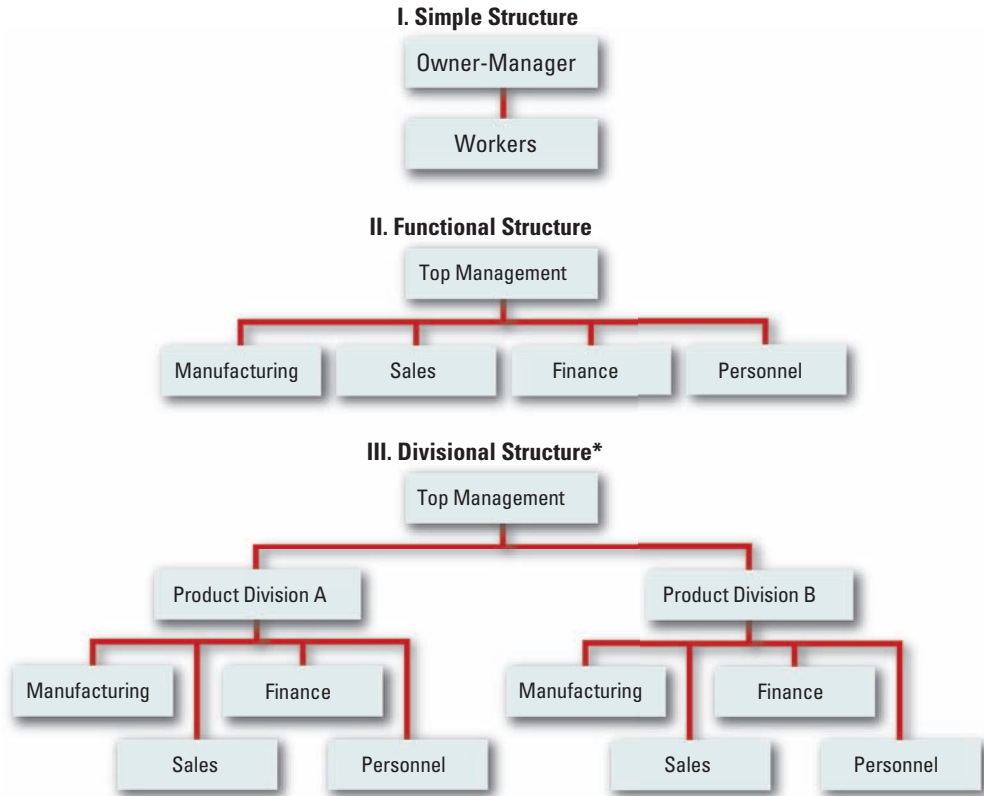 I. Simple Structure
Owner-Manager
Workers
II. Functional Structure
Top Management
Manufacturing
Sales
Finance
Personnel
III. Divisional Structure*
Top Management
Product Division A
Manufacturing
Sales
Finance
Personnel
Product Division B
Manufacturing
Sales
Finance
Personnel